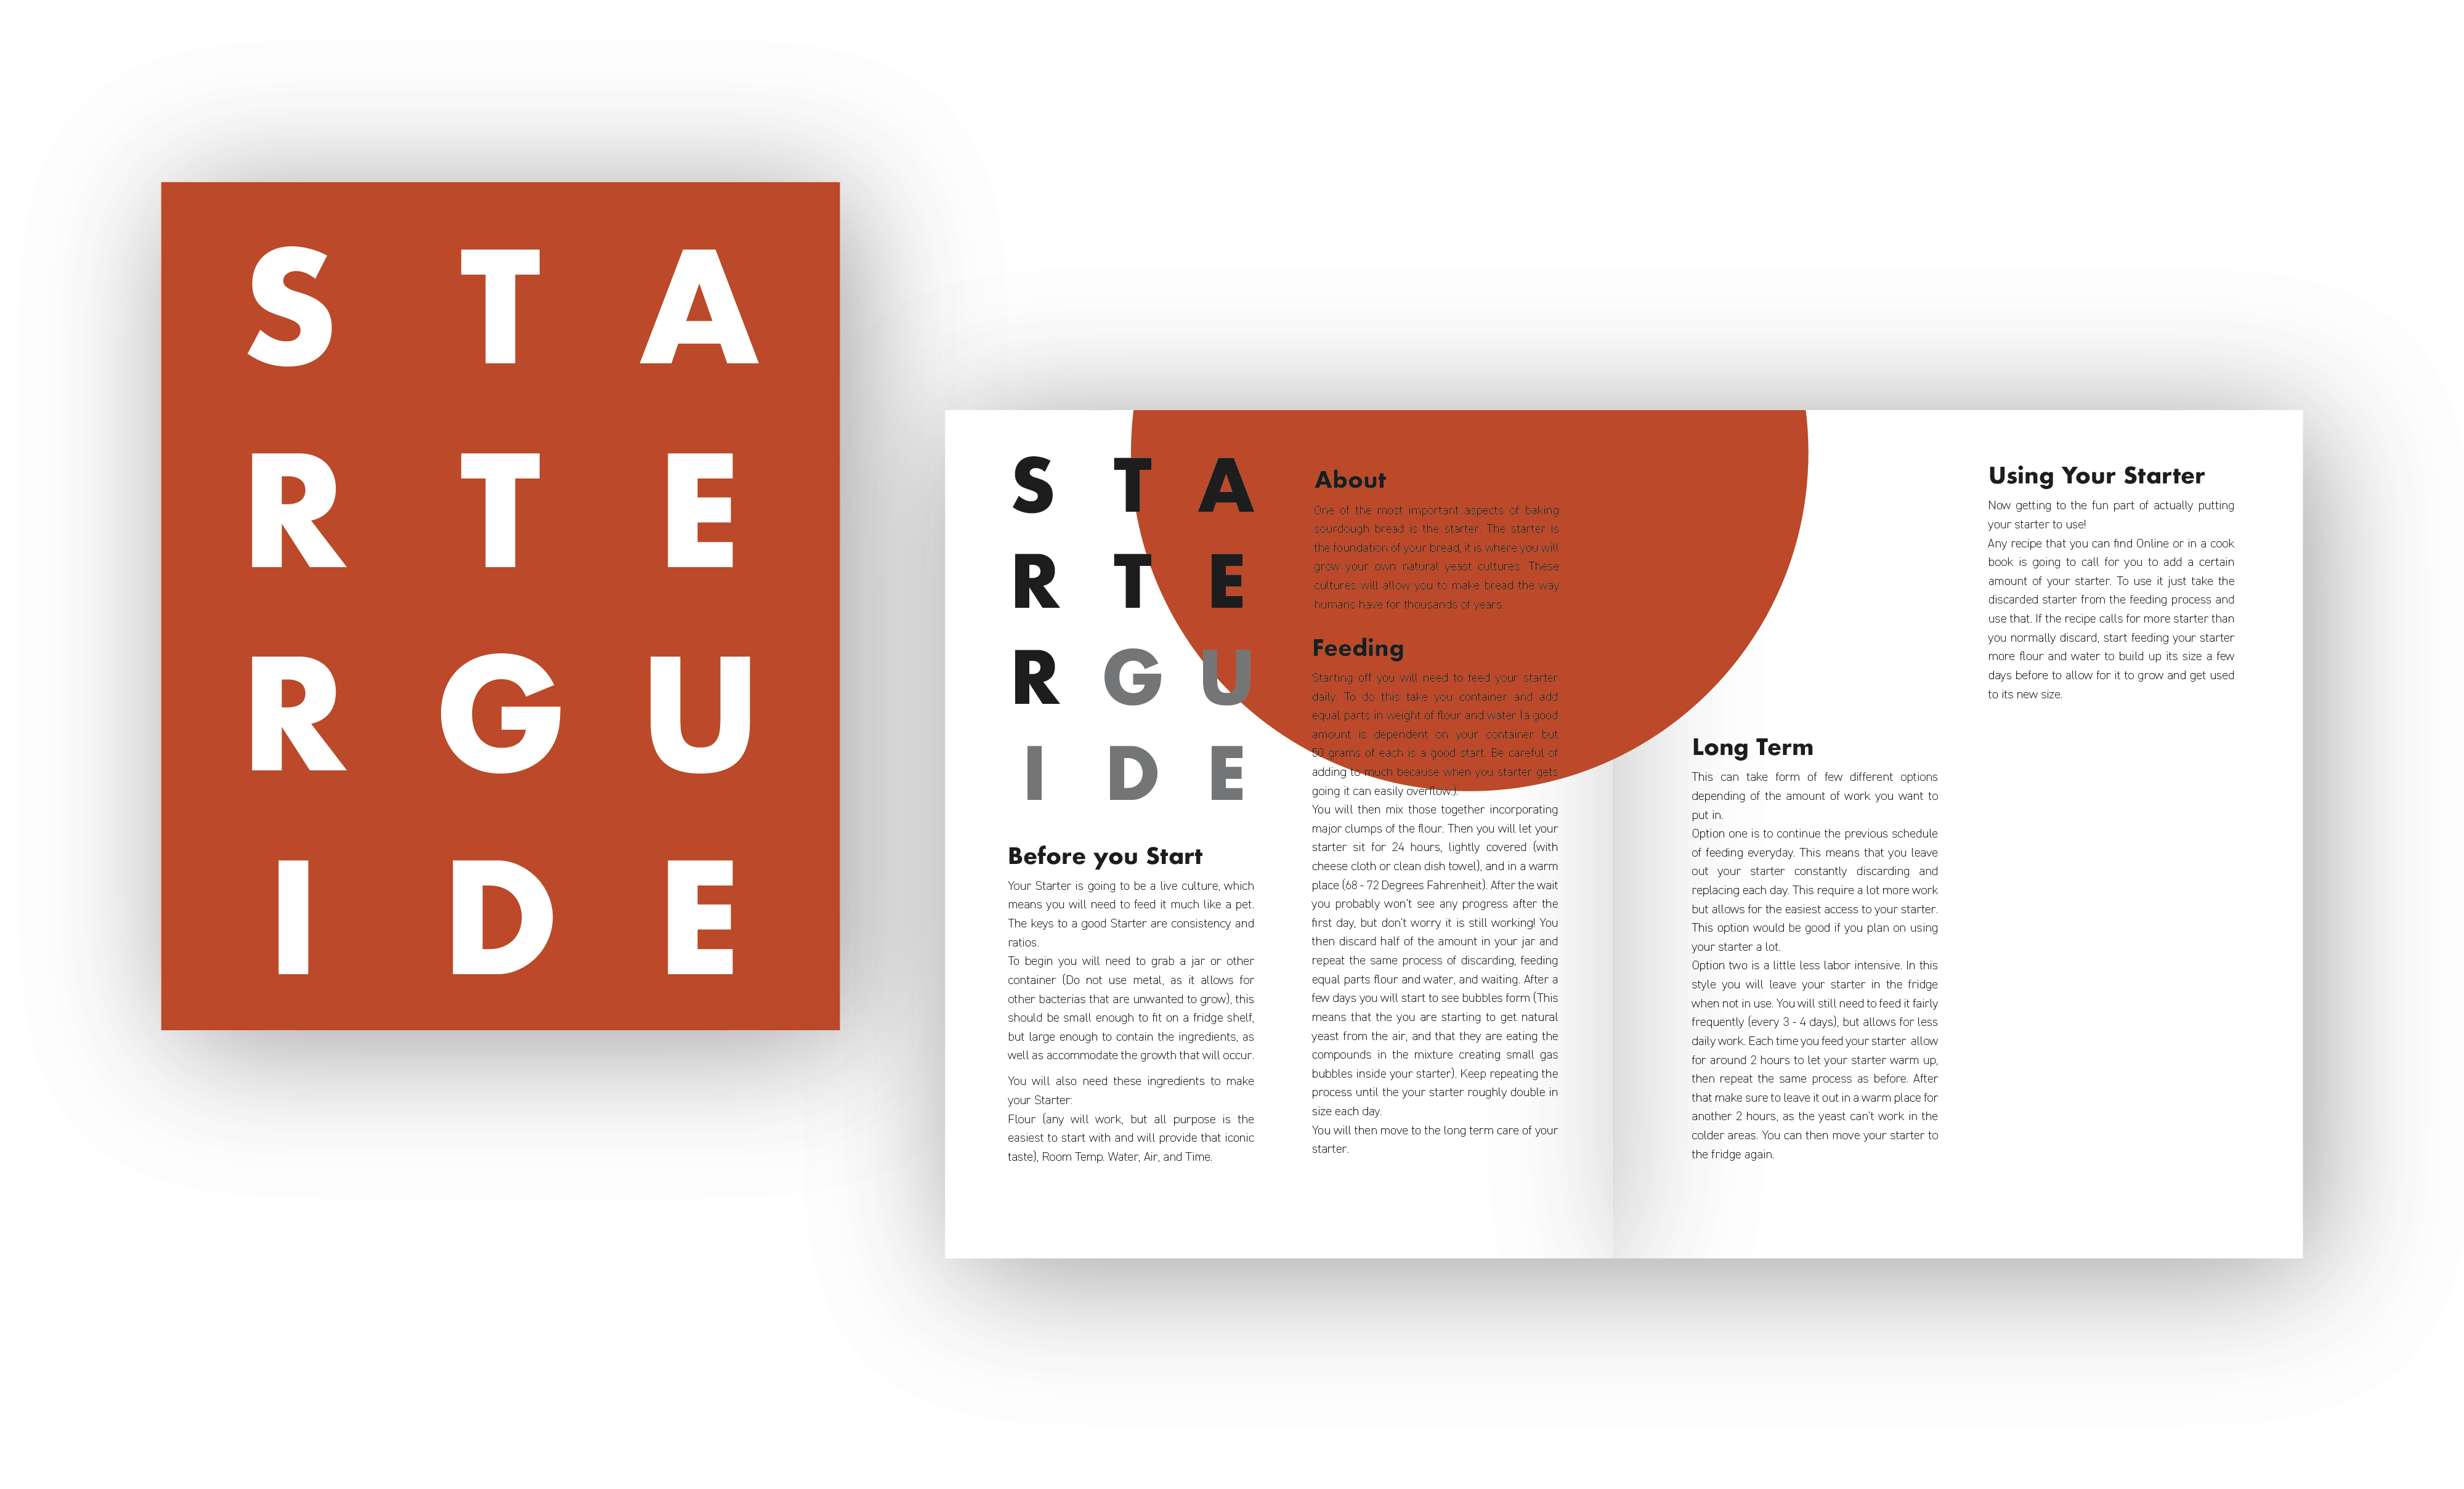 S T A
R T E
R G U
I D E
S T A
R T E
R G U
I D E
Before you Start
Your Starter is going to be a live culture, which
means you will need to feed it much like a pet.
The keys to a good Starter are consistency and
ratios.
To begin you will need to grab a jar or other
container (Do not use metal, as it allows for
other bacterias that are unwanted to grow), this
should be small enough to fit on a fridge shelf,
but large enough to contain the ingredients, as
well as accommodate the growth that will occur.
You will also need these ingredients to make
your Starter:
Flour (any will work, but all purpose is the
easiest to start with and will provide that iconic
taste), Room Temp. Water, Air, and Time.
About
One of the most important aspects of baking
sourdough bread is the starter. The starter is
the foundation of your bread, it is where you will
grow your own natural yeast cultures. These
cultures will allow you to make bread the way
humans have for thousands of years.
Feeding
Starting off you will need to feed your starter
daily. To do this take you container and add
equal parts in weight of flour and water (a good
amount is dependent on your container but
50 grams of each is a good start. Be careful of
adding to much because when you starter gets
going it can easily overflow.).
You will then mix those together incorporating
major clumps of the flour. Then you will let your
starter sit for 24 hours, lightly covered (with
cheese cloth or clean dish towel), and in a warm
place (68 - 72 Degrees Fahrenheit). After the wait
you probably won't see any progress after the
first day, but don't worry it is still working! You
then discard half of the amount in your jar and
repeat the same process of discarding, feeding
equal parts flour and water, and waiting. After a
few days you will start to see bubbles form (This
means that the you are starting to get natural
yeast from the air, and that they are eating the
compounds in the mixture creating small gas
bubbles inside your starter). Keep repeating the
process until the your starter roughly double in
size each day.
You will then move to the long term care of your
starter.
Long Term
This can take form of few different options
depending of the amount of work you want to
put in.
Option one is to continue the previous schedule
of feeding everyday. This means that you leave
out your starter constantly discarding and
replacing each day. This require a lot more work
but allows for the easiest access to your starter.
This option would be good if you plan on using
your starter a lot.
Option two is a little less labor intensive. In this
style you will leave your starter in the fridge
when not in use. You will still need to feed it fairly
frequently (every 3 - 4 days), but allows for less
daily work. Each time you feed your starter allow
for around 2 hours to let your starter warm up,
then repeat the same process as before. After
that make sure to leave it out in a warm place for
another 2 hours, as the yeast can't work in the
colder areas. You can then move your starter to
the fridge again.
Using Your Starter
Now getting to the fun part of actually putting
your starter to use!
Any recipe that you can find Online or in a cook
book is going to call for you to add a certain
amount of your starter. To use it just take the
discarded starter from the feeding process and
use that. If the recipe calls for more starter than
you normally discard, start feeding your starter
more flour and water to build up its size a few
days before to allow for it to grow and get used
to its new size.